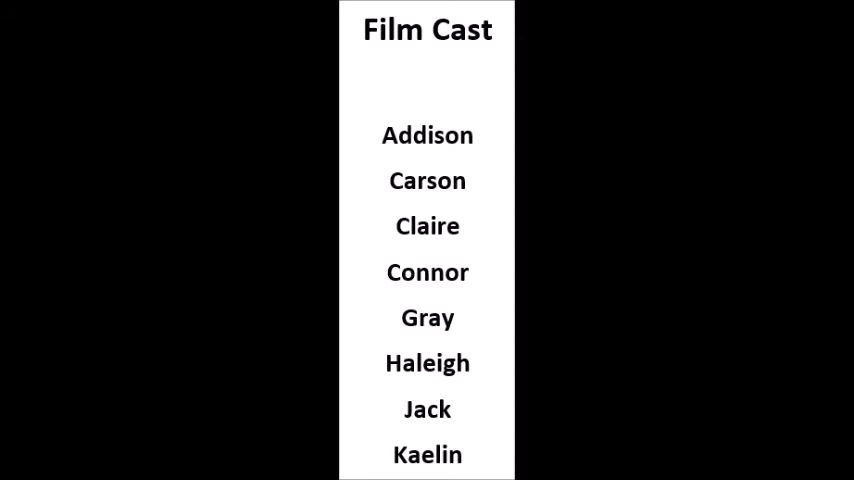 Film Cast
Addison
Carson
Claire
Connor
Gray
Haleigh
Jack
Kaelin